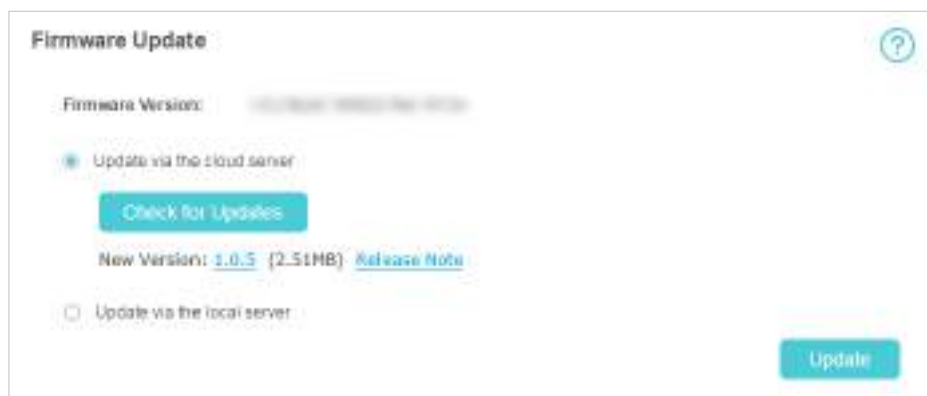 Firmware Update
?
Firmware Version:
Update via the cloud server
Check for Updates
New Version: 1.0.5 (2.51MB) Release Note
Update via the local server
Update